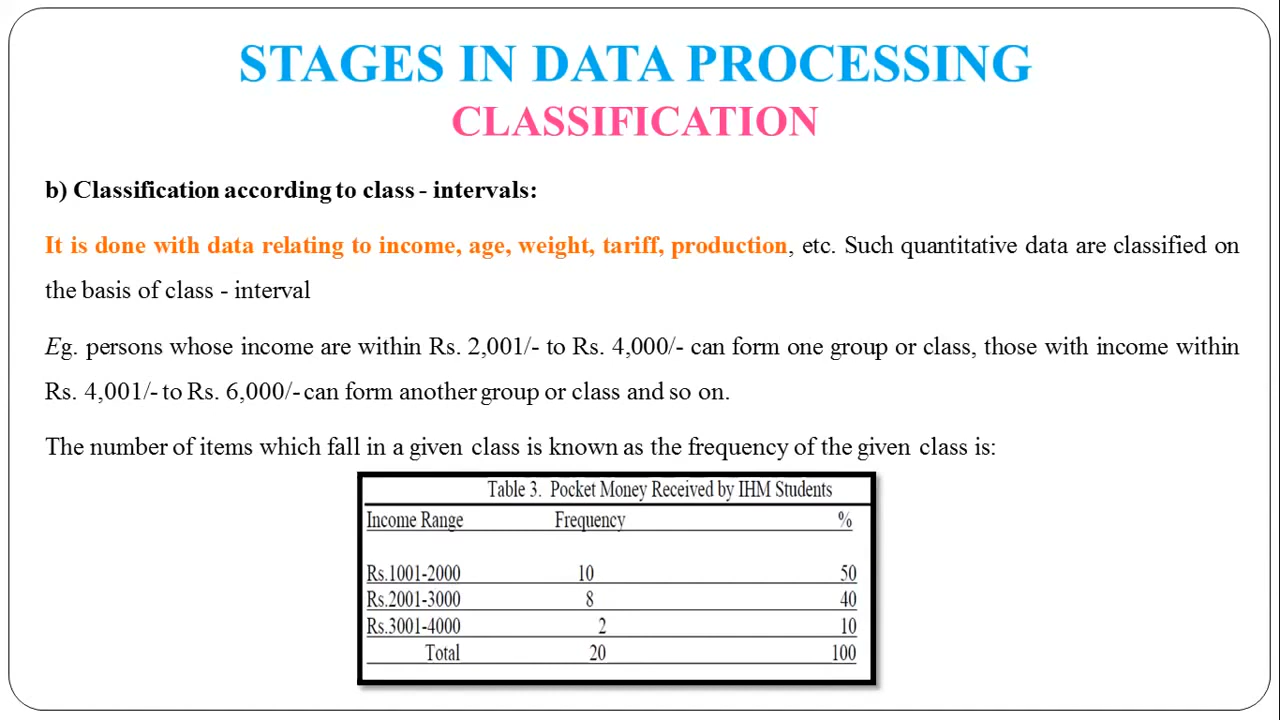 STAGES IN DATA PROCESSING
CLASSIFICATION
b) Classification according to class - intervals:
It is done with data relating to income, age, weight, tariff, production, etc. Such quantitative data are classified on
the basis of class - interval
Eg. persons whose income are within Rs. 2,001/- to Rs. 4,000/- can form one group or class, those with income within
Rs. 4,001/- to Rs. 6,000/- can form another group or class and so on.
The number of items which fall in a given class is known as the frequency of the given class is:
Table 3. Pocket Money Received by IHM Students
Income Range Frequency %
Rs.1001-2000 10 50
Rs.2001-3000 8 40
Rs.3001-4000 2 10
Total 20 100